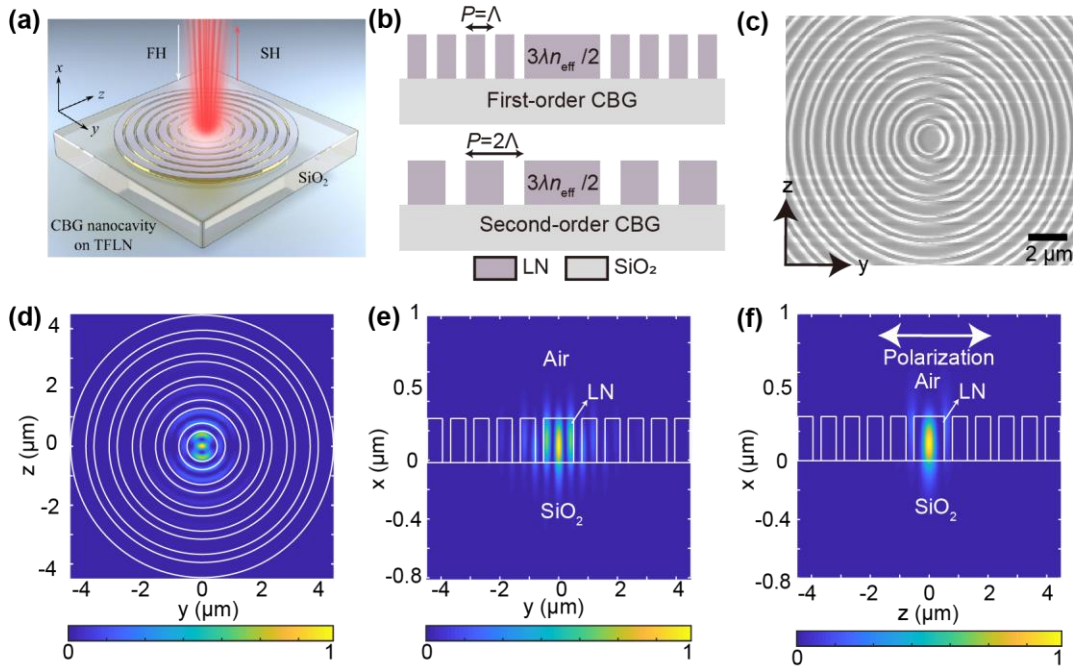 (a)
FH
SH
x
z
y
SiO₂
CBG nanocavity
on TFLN
(b)
P=Λ
3λn_eff /2
First-order CBG
P=2Λ
3λn_eff /2
Second-order CBG
LN
SiO₂
(c)
z
y
2 µm
(d)
4
2
0
-2
-4
z (µm)
-4 -2 0 2 4
y (µm)
0 1
(e)
1
0.5
0
-0.4
-0.8
x (µm)
Air
LN
SiO₂
-4 -2 0 2 4
y (µm)
0 1
(f)
1
0.5
0
-0.4
-0.8
x (µm)
Polarization
Air
LN
SiO₂
-4 -2 0 2 4
z (µm)
0 1